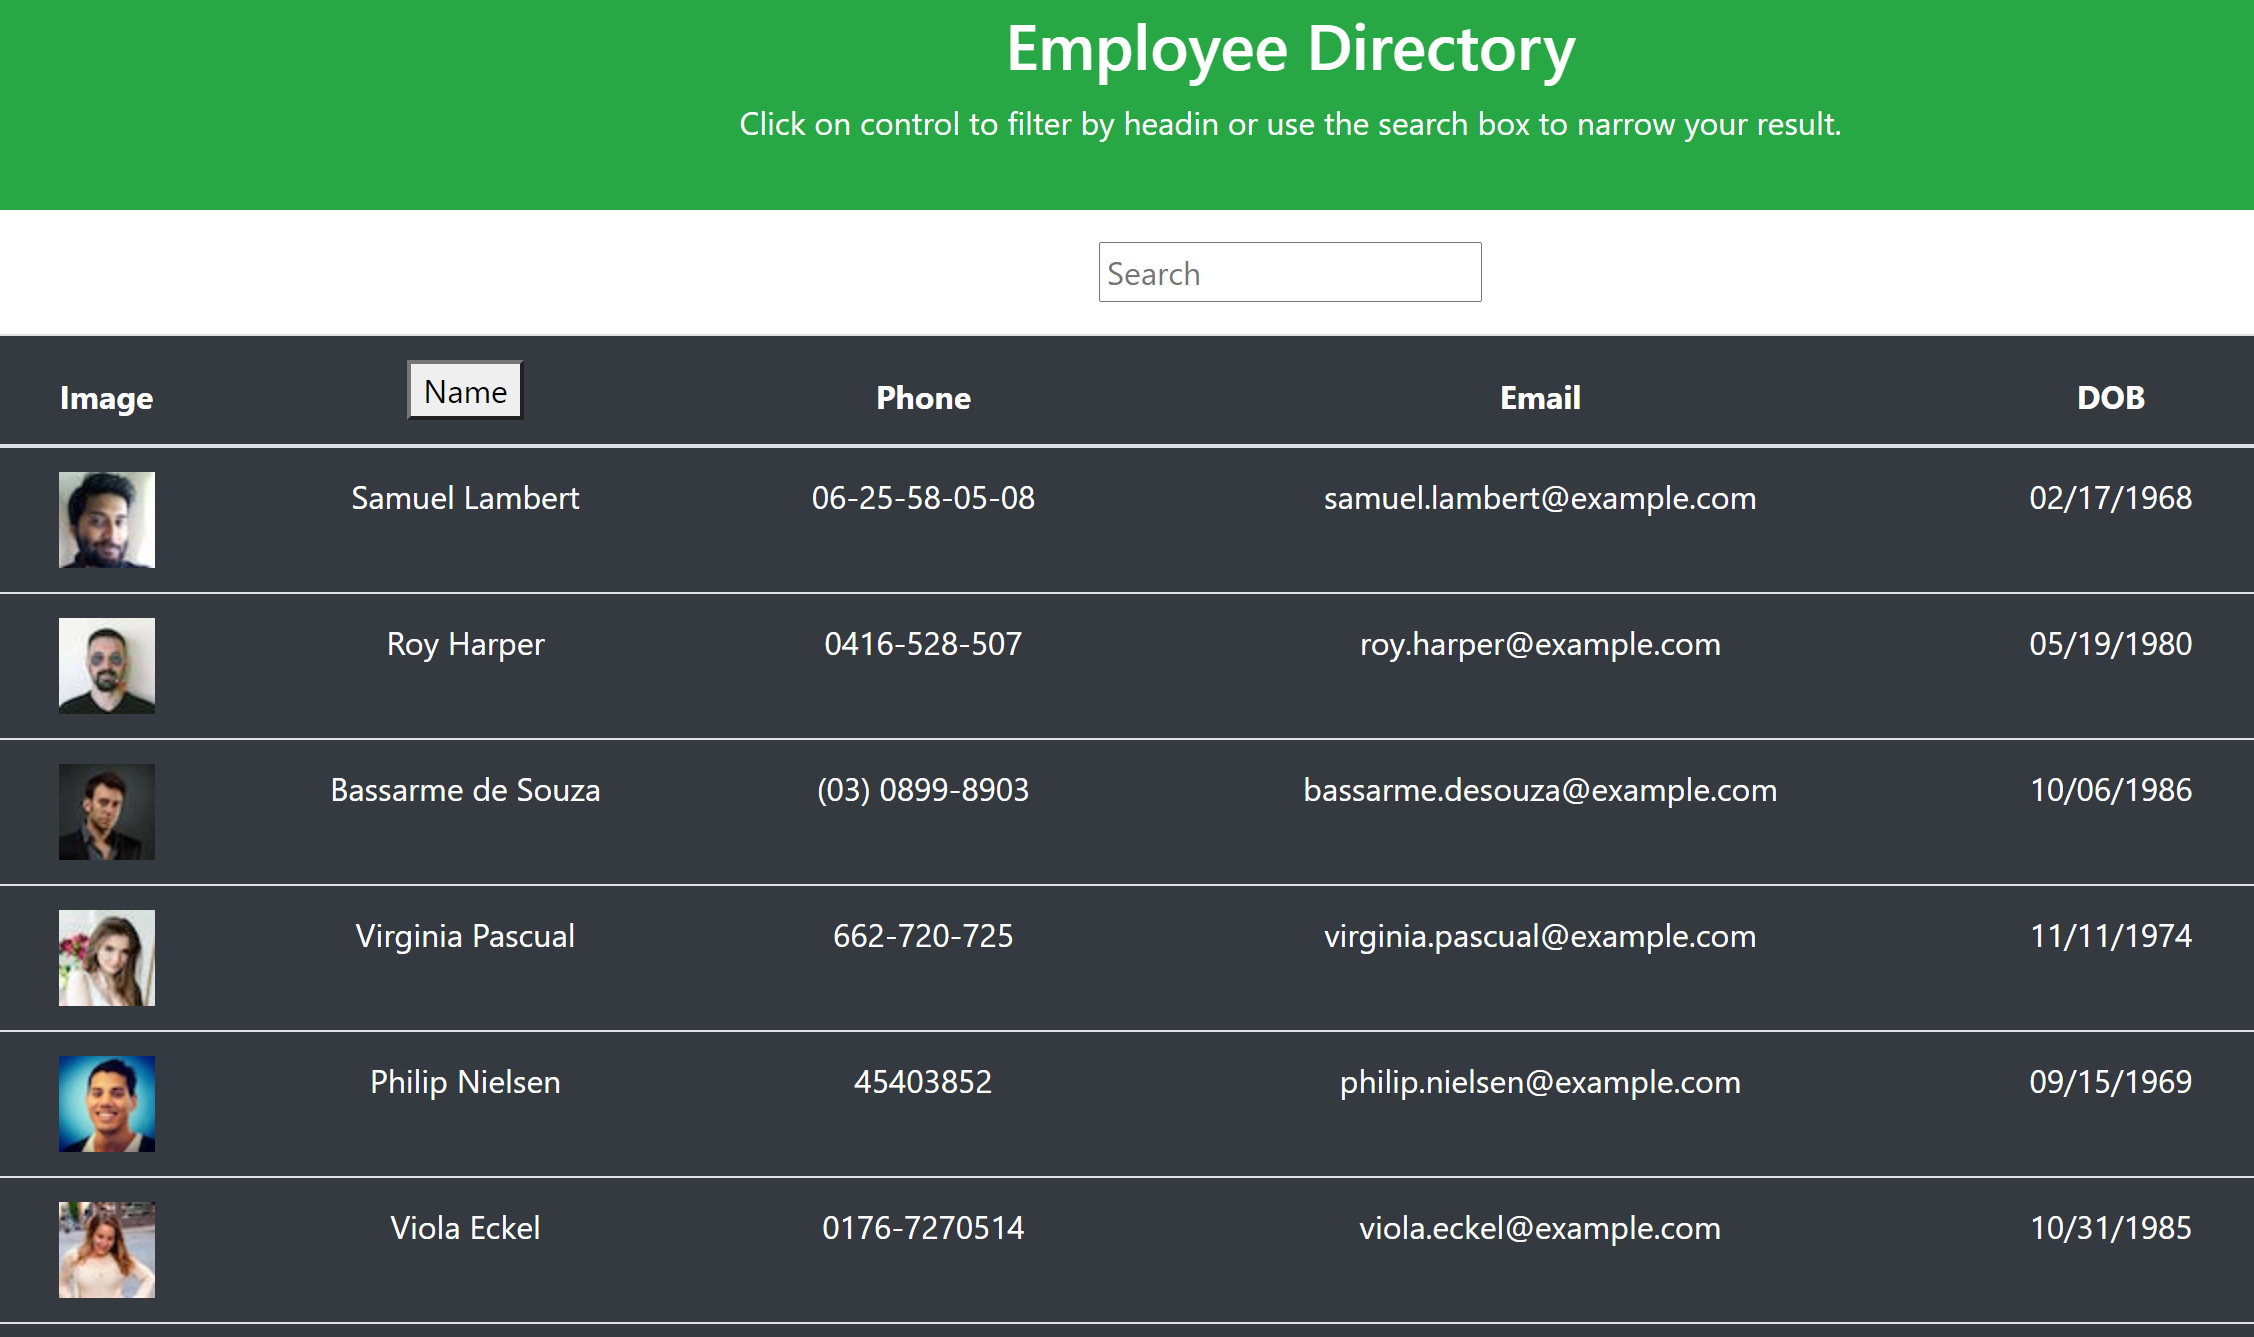 Employee Directory
Click on control to filter by headin or use the search box to narrow your result.
Search
Image Name Phone Email DOB
Samuel Lambert 06-25-58-05-08 samuel.lambert@example.com 02/17/1968
Roy Harper 0416-528-507 roy.harper@example.com 05/19/1980
Bassarme de Souza (03) 0899-8903 bassarme.desouza@example.com 10/06/1986
Virginia Pascual 662-720-725 virginia.pascual@example.com 11/11/1974
Philip Nielsen 45403852 philip.nielsen@example.com 09/15/1969
Viola Eckel 0176-7270514 viola.eckel@example.com 10/31/1985